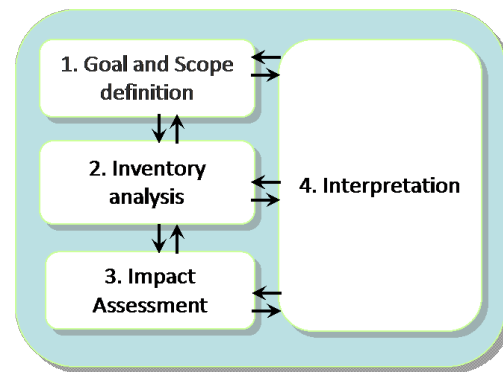 1. Goal and Scope
definition
2. Inventory
analysis
3. Impact
Assessment
4. Interpretation